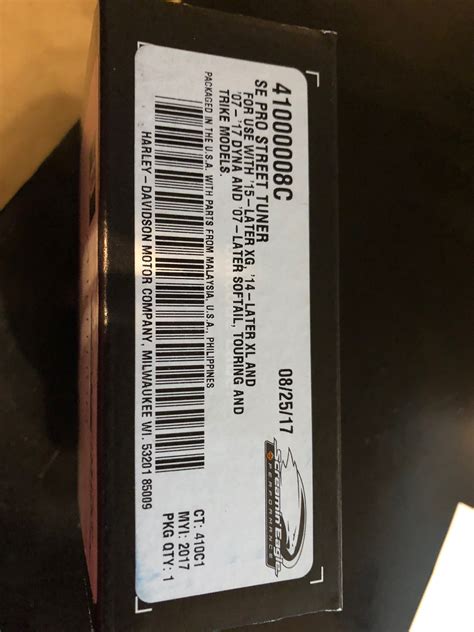 41000008C
08/25/17
SE PRO STREET TUNER
FOR USE WITH '15-LATER XG, '14-LATER XL AND
'07-'17 DYNA AND '07-LATER SOFTAIL, TOURING AND
TRIKE MODELS.
Screamin' Eagle
PERFORMANCE
PACKAGED IN THE U.S.A. WITH PARTS FROM MALAYSIA, U.S.A., PHILIPPINES
CT: 410C1
MYI: 2017
PKG QTY: 1
HARLEY-DAVIDSON MOTOR COMPANY, MILWAUKEE WI. 53201 85009